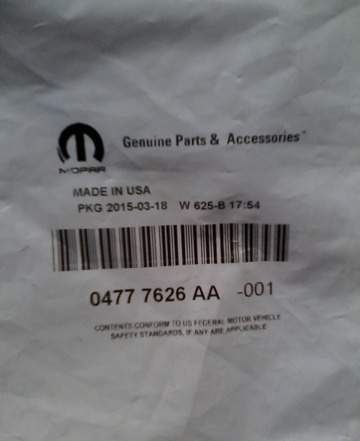 MOPAR
Genuine Parts & Accessories™
MADE IN USA
PKG 2015-03-18 W 625-B 17:54
0477 7626 AA -001
CONTENTS CONFORM TO US FEDERAL MOTOR VEHICLE
SAFETY STANDARDS, IF ANY ARE APPLICABLE